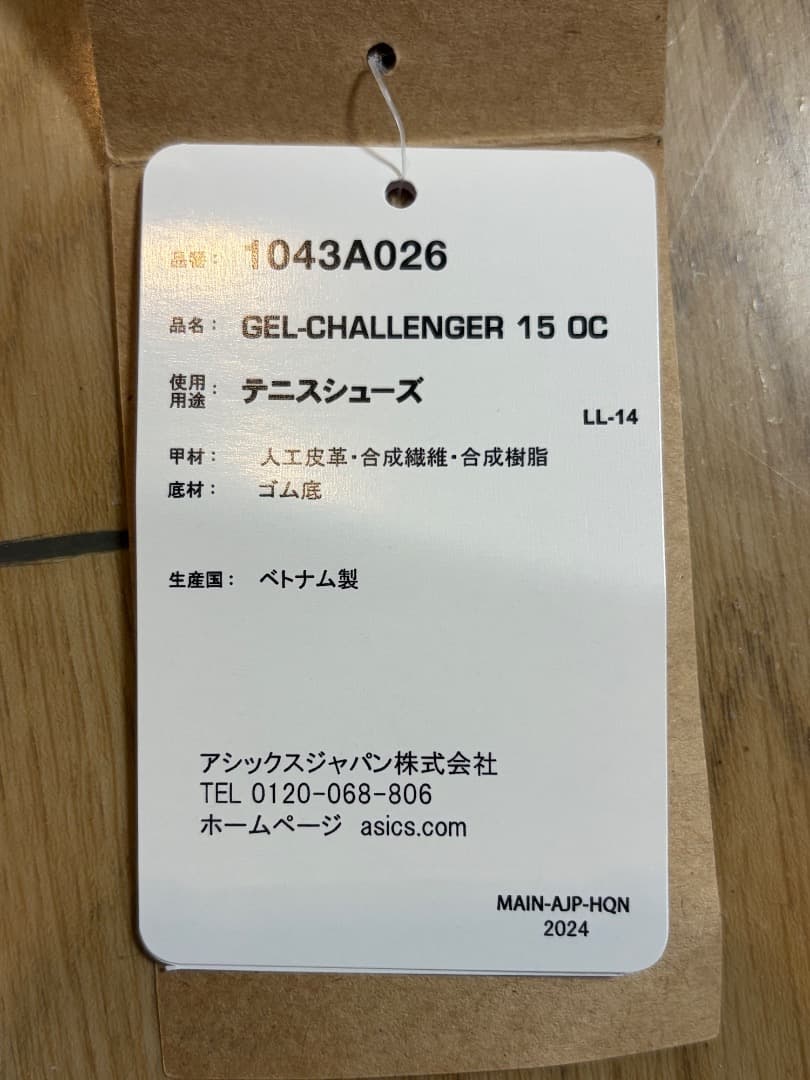 品番： 1043A026
品名： GEL-CHALLENGER 15 OC
使用用途： テニスシューズ
LL-14
甲材： 人工皮革・合成繊維・合成樹脂
底材： ゴム底
生産国： ベトナム製
アシックスジャパン株式会社
TEL 0120-068-806
ホームページ asics.com
MAIN-AJP-HQN
2024